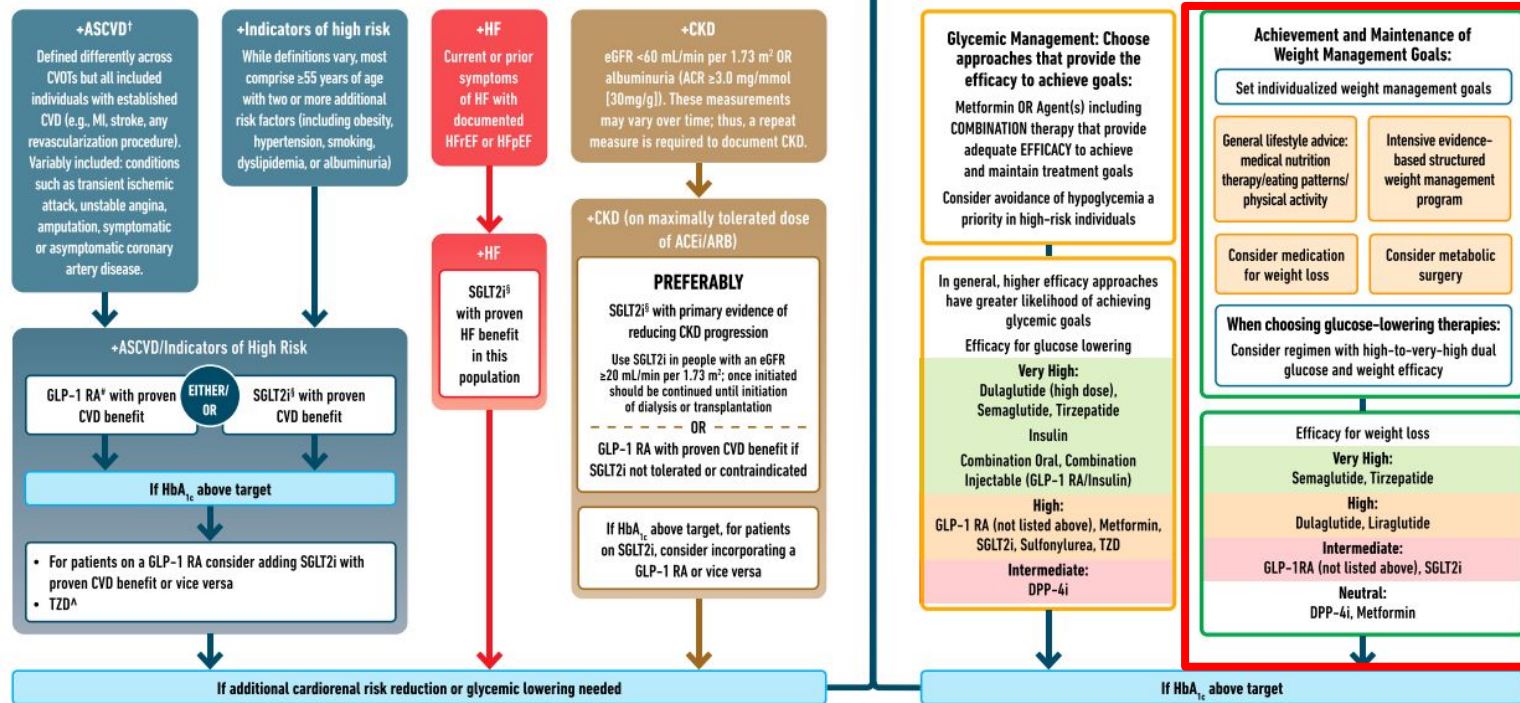 +ASCVD†
Defined differently across
CVOTs but all included
individuals with established
CVD (e.g., MI, stroke, any
revascularization procedure).
Variably included: conditions
such as transient ischemic
attack, unstable angina,
amputation, symptomatic
or asymptomatic coronary
artery disease.
+Indicators of high risk
While definitions vary, most
comprise ≥55 years of age
with two or more additional
risk factors (including obesity,
hypertension, smoking,
dyslipidemia, or albuminuria)
+ASCVD/Indicators of High Risk
GLP-1 RA# with proven
CVD benefit
EITHER/
OR
SGLT2i§ with proven
CVD benefit
If HbA1c above target
• For patients on a GLP-1 RA consider adding SGLT2i with
proven CVD benefit or vice versa
• TZD^
+HF
Current or prior
symptoms
of HF with
documented
HFrEF or HFpEF
+HF
SGLT2i§
with proven
HF benefit
in this
population
+CKD
eGFR <60 mL/min per 1.73 m² OR
albuminuria (ACR ≥3.0 mg/mmol
[30mg/g]). These measurements
may vary over time; thus, a repeat
measure is required to document CKD.
+CKD (on maximally tolerated dose
of ACEi/ARB)
PREFERABLY
SGLT2i§ with primary evidence of
reducing CKD progression
Use SGLT2i in people with an eGFR
≥20 mL/min per 1.73 m²; once initiated
should be continued until initiation
of dialysis or transplantation
OR
GLP-1 RA with proven CVD benefit if
SGLT2i not tolerated or contraindicated
If HbA1c above target, for patients
on SGLT2i, consider incorporating a
GLP-1 RA or vice versa
If additional cardiorenal risk reduction or glycemic lowering needed
Glycemic Management: Choose
approaches that provide the
efficacy to achieve goals:
Metformin OR Agent(s) including
COMBINATION therapy that provide
adequate EFFICACY to achieve
and maintain treatment goals
Consider avoidance of hypoglycemia a
priority in high-risk individuals
In general, higher efficacy approaches
have greater likelihood of achieving
glycemic goals
Efficacy for glucose lowering
Very High:
Dulaglutide (high dose),
Semaglutide, Tirzepatide
Insulin
Combination Oral, Combination
Injectable (GLP-1 RA/Insulin)
High:
GLP-1 RA (not listed above), Metformin,
SGLT2i, Sulfonylurea, TZD
Intermediate:
DPP-4i
Achievement and Maintenance of
Weight Management Goals:
Set individualized weight management goals
General lifestyle advice:
medical nutrition
therapy/eating patterns/
physical activity
Intensive evidence-
based structured
weight management
program
Consider medication
for weight loss
Consider metabolic
surgery
When choosing glucose-lowering therapies:
Consider regimen with high-to-very-high dual
glucose and weight efficacy
Efficacy for weight loss
Very High:
Semaglutide, Tirzepatide
High:
Dulaglutide, Liraglutide
Intermediate:
GLP-1RA (not listed above), SGLT2i
Neutral:
DPP-4i, Metformin
If HbA1c above target